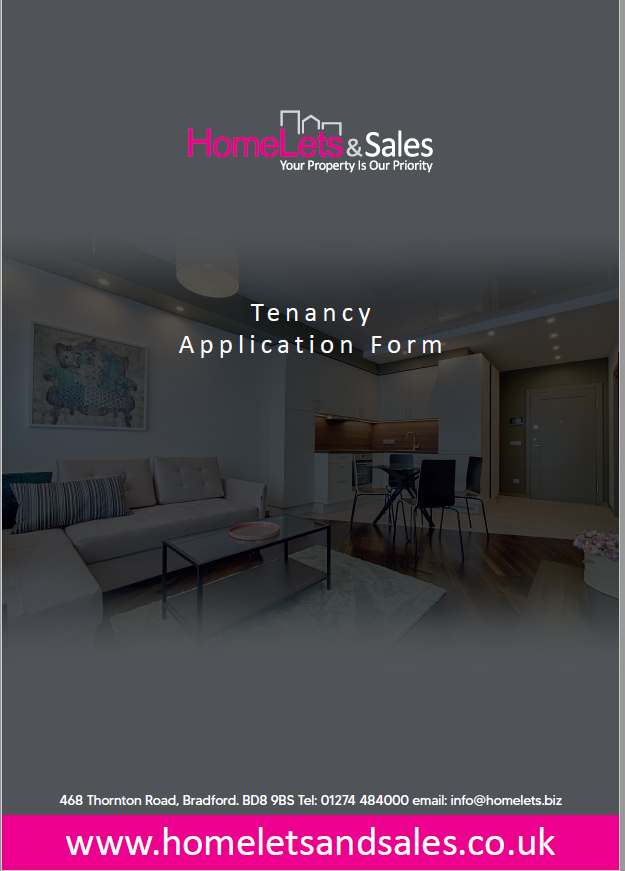 HomeLets & Sales
Your Property Is Our Priority
Tenancy
Application Form
468 Thornton Road, Bradford. BD8 9BS Tel: 01274 484000 email: info@homelets.biz
www.homeletsandsales.co.uk